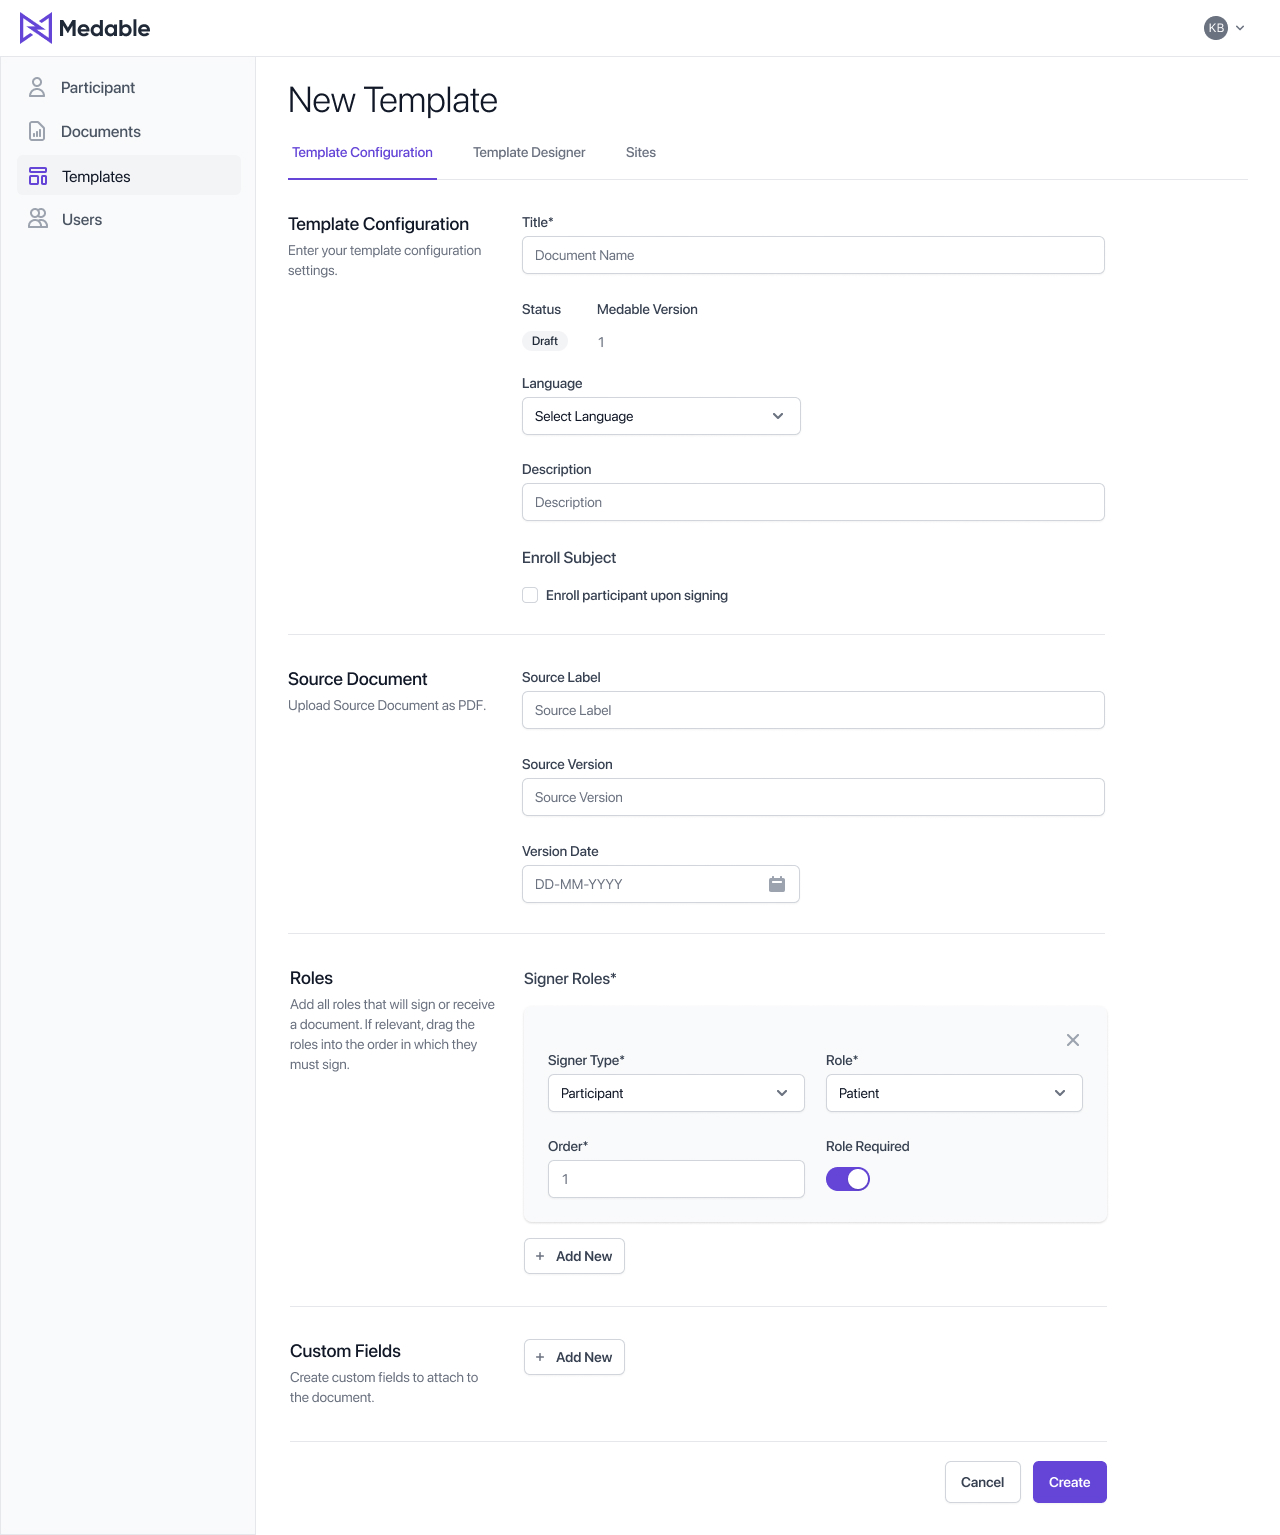 Medable
KB
Participant
Documents
Templates
Users
New Template
Template Configuration
Template Designer
Sites
Template Configuration
Enter your template configuration
settings.
Title*
Document Name
Status
Medable Version
Draft
1
Language
Select Language
Description
Description
Enroll Subject
Enroll participant upon signing
Source Document
Upload Source Document as PDF.
Source Label
Source Label
Source Version
Source Version
Version Date
DD-MM-YYYY
Roles
Add all roles that will sign or receive
a document. If relevant, drag the
roles into the order in which they
must sign.
Signer Roles*
Signer Type*
Role*
Participant
Patient
Order*
Role Required
1
+ Add New
Custom Fields
Create custom fields to attach to
the document.
+ Add New
Cancel
Create